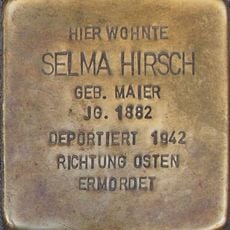 HIER WOHNTE
SELMA HIRSCH
GEB. MAIER
JG. 1882
DEPORTIERT 1942
RICHTUNG OSTEN
ERMORDET